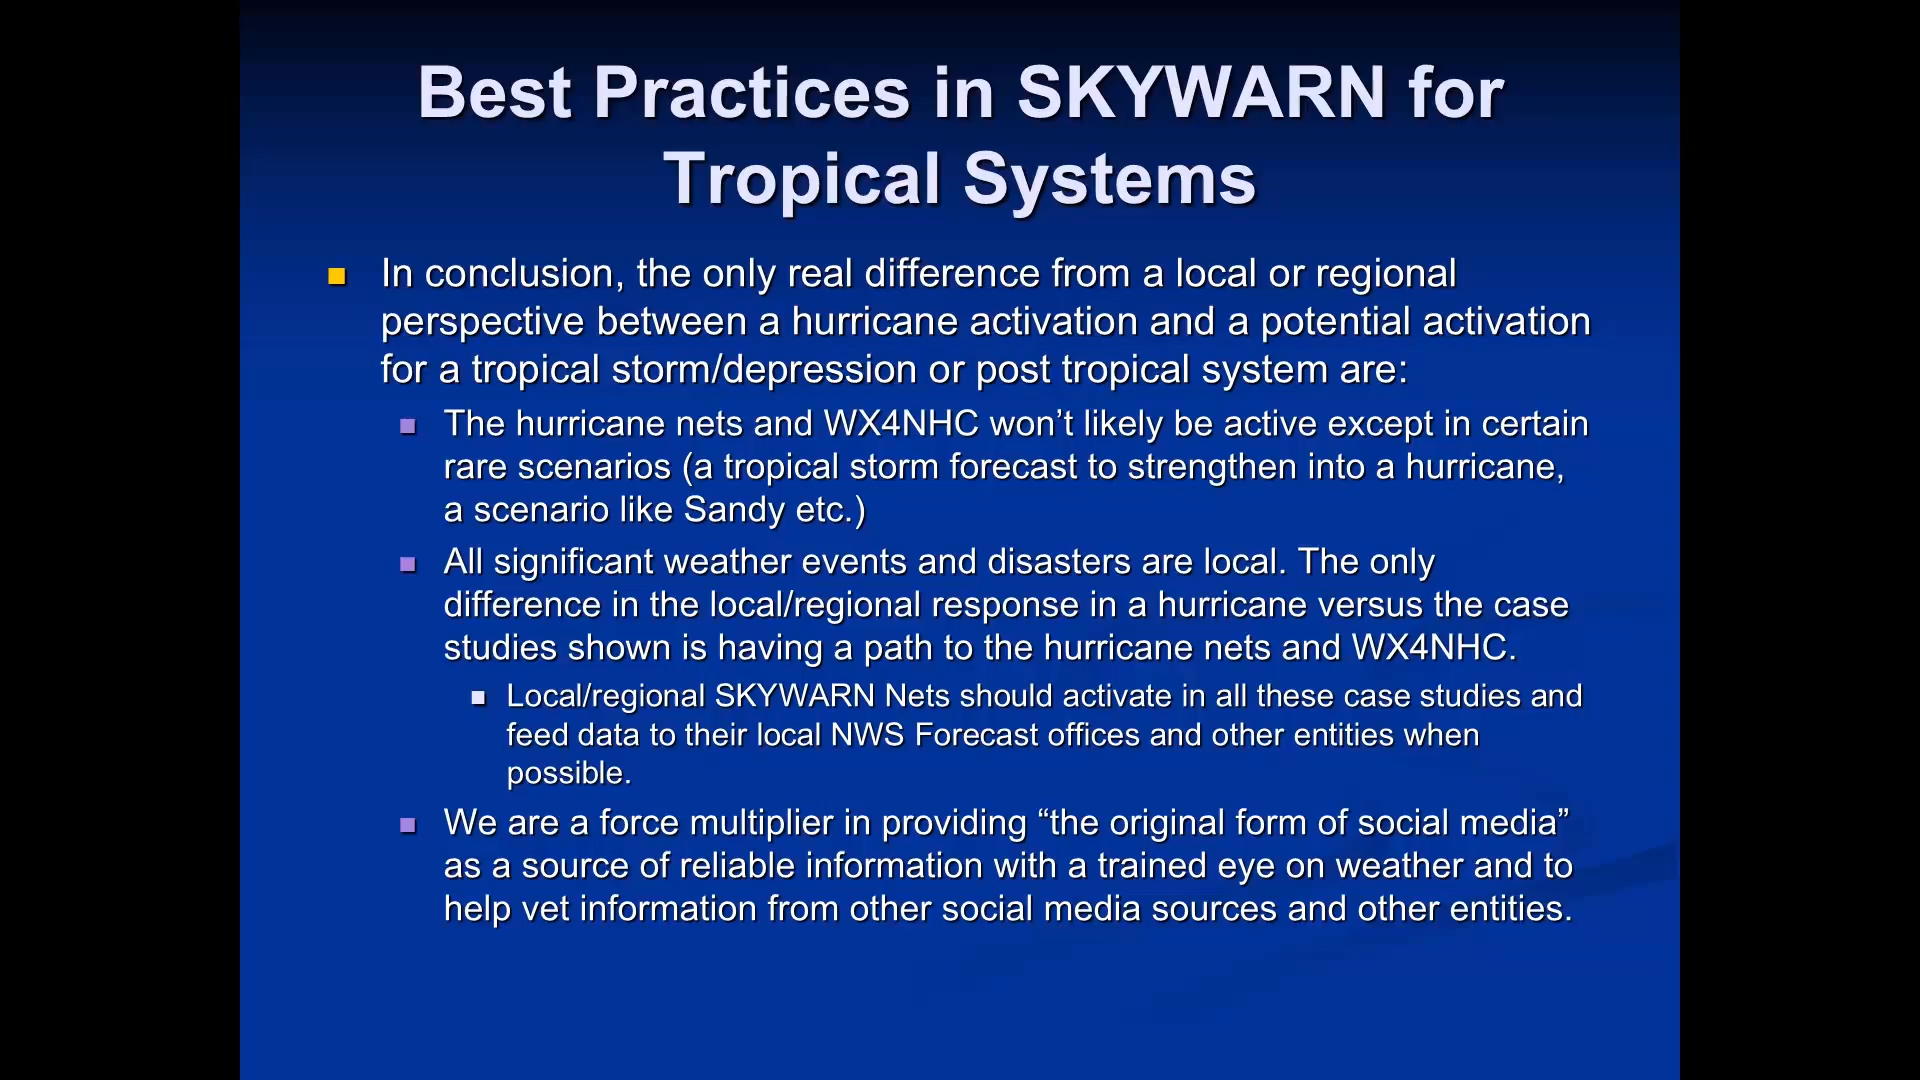 Best Practices in SKYWARN for
Tropical Systems
In conclusion, the only real difference from a local or regional
perspective between a hurricane activation and a potential activation
for a tropical storm/depression or post tropical system are:
The hurricane nets and WX4NHC won’t likely be active except in certain
rare scenarios (a tropical storm forecast to strengthen into a hurricane,
a scenario like Sandy etc.)
All significant weather events and disasters are local. The only
difference in the local/regional response in a hurricane versus the case
studies shown is having a path to the hurricane nets and WX4NHC.
Local/regional SKYWARN Nets should activate in all these case studies and
feed data to their local NWS Forecast offices and other entities when
possible.
We are a force multiplier in providing “the original form of social media”
as a source of reliable information with a trained eye on weather and to
help vet information from other social media sources and other entities.